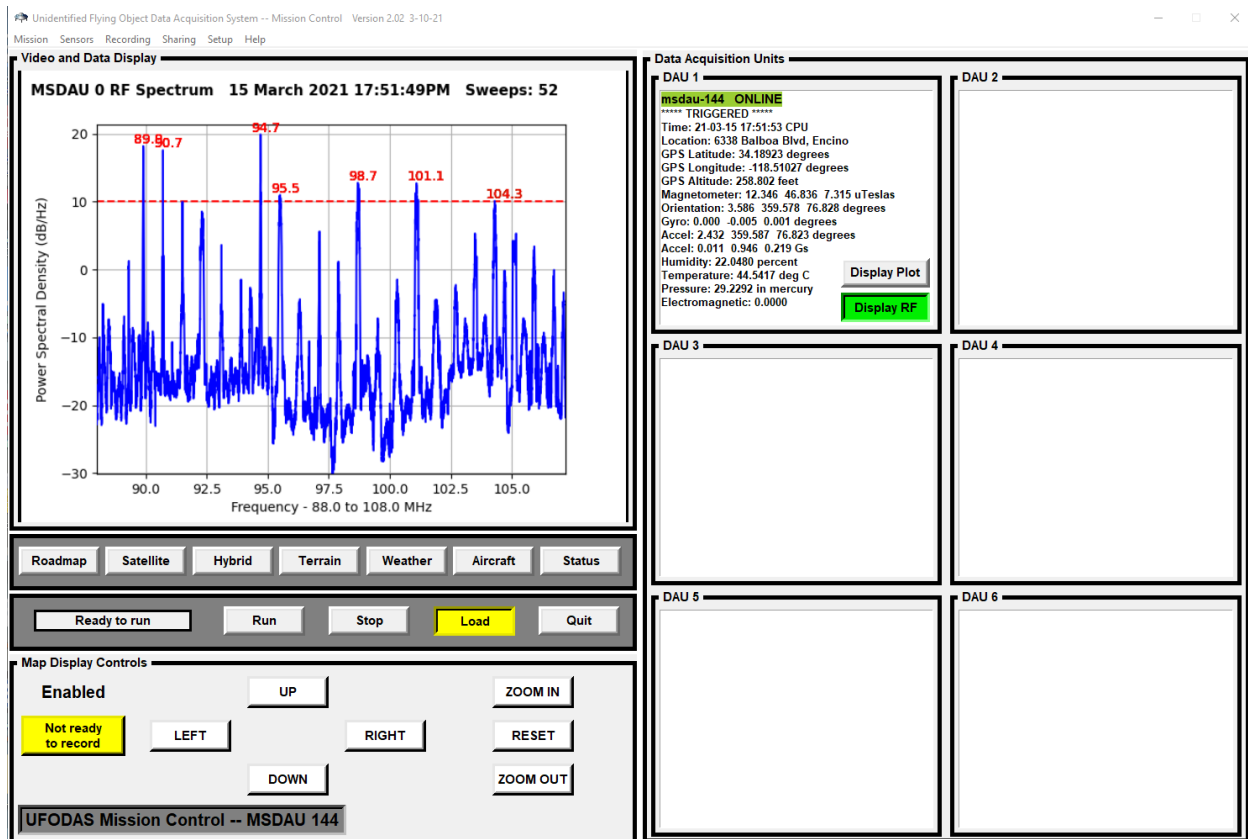 Unidentified Flying Object Data Acquisition System -- Mission Control Version 2.02 3-10-21
Mission Sensors Recording Sharing Setup Help
Video and Data Display
MSDAU 0 RF Spectrum 15 March 2021 17:51:49PM Sweeps: 52
Power Spectral Density (dB/Hz)
20
10
0
−10
−20
−30
90.7
94.7
95.5
98.7
101.1
104.3
90.0 92.5 95.0 97.5 100.0 102.5 105.0
Frequency - 88.0 to 108.0 MHz
Roadmap Satellite Hybrid Terrain Weather Aircraft Status
Ready to run Run Stop Load Quit
Map Display Controls
Enabled
UP
ZOOM IN
Not ready
to record
LEFT
RIGHT
RESET
DOWN
ZOOM OUT
UFODAS Mission Control -- MSDAU 144
Data Acquisition Units
DAU 1
msdau-144 ONLINE
***** TRIGGERED *****
Time: 21-03-15 17:51:53 CPU
Location: 6338 Balboa Blvd, Encino
GPS Latitude: 34.18923 degrees
GPS Longitude: -118.51027 degrees
GPS Altitude: 258.802 feet
Magnetometer: 12.346 46.836 7.315 uTeslas
Orientation: 3.586 359.578 76.828 degrees
Gyro: 0.000 -0.005 0.001 degrees
Accel: 2.432 359.587 76.823 degrees
Accel: 0.011 0.946 0.219 Gs
Humidity: 22.0480 percent
Temperature: 44.5417 deg C
Pressure: 29.2292 in mercury
Electromagnetic: 0.0000
Display Plot
Display RF
DAU 2
DAU 3
DAU 4
DAU 5
DAU 6